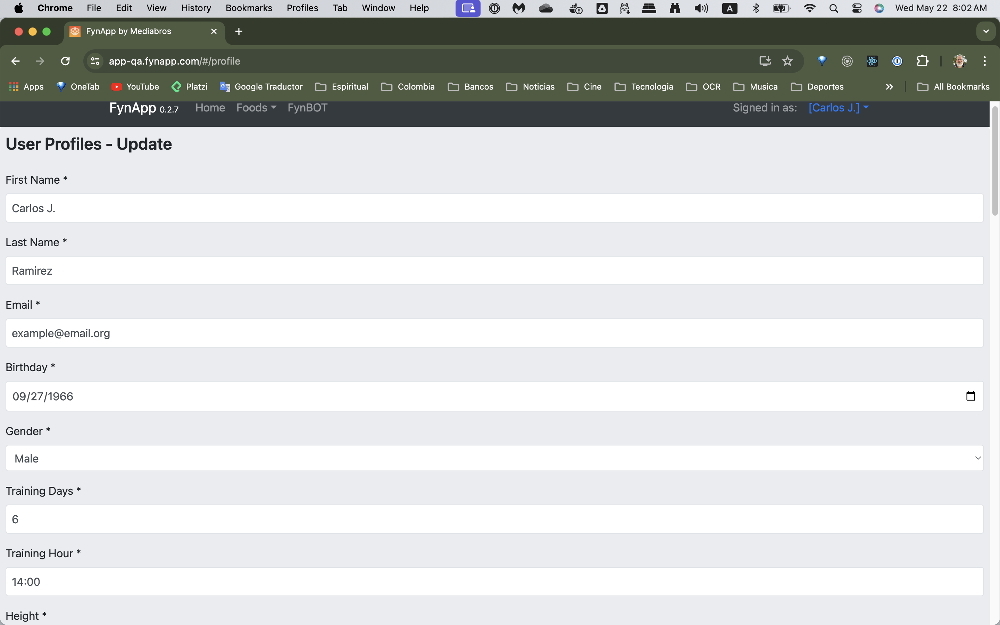 Chrome File Edit View History Bookmarks Profiles Tab Window Help A Wed May 22 8:02 AM
FynApp by Mediabros
app-qa.fynapp.com/#/profile
Apps OneTab YouTube Platzi Google Traductor Espiritual Colombia Bancos Noticias Cine Tecnologia OCR Musica Deportes All Bookmarks
FynApp 0.2.7 Home Foods FynBOT Signed in as: [Carlos J.]
User Profiles - Update
First Name *
Carlos J.
Last Name *
Ramirez
Email *
example@email.org
Birthday *
09/27/1966
Gender *
Male
Training Days *
6
Training Hour *
14:00
Height *